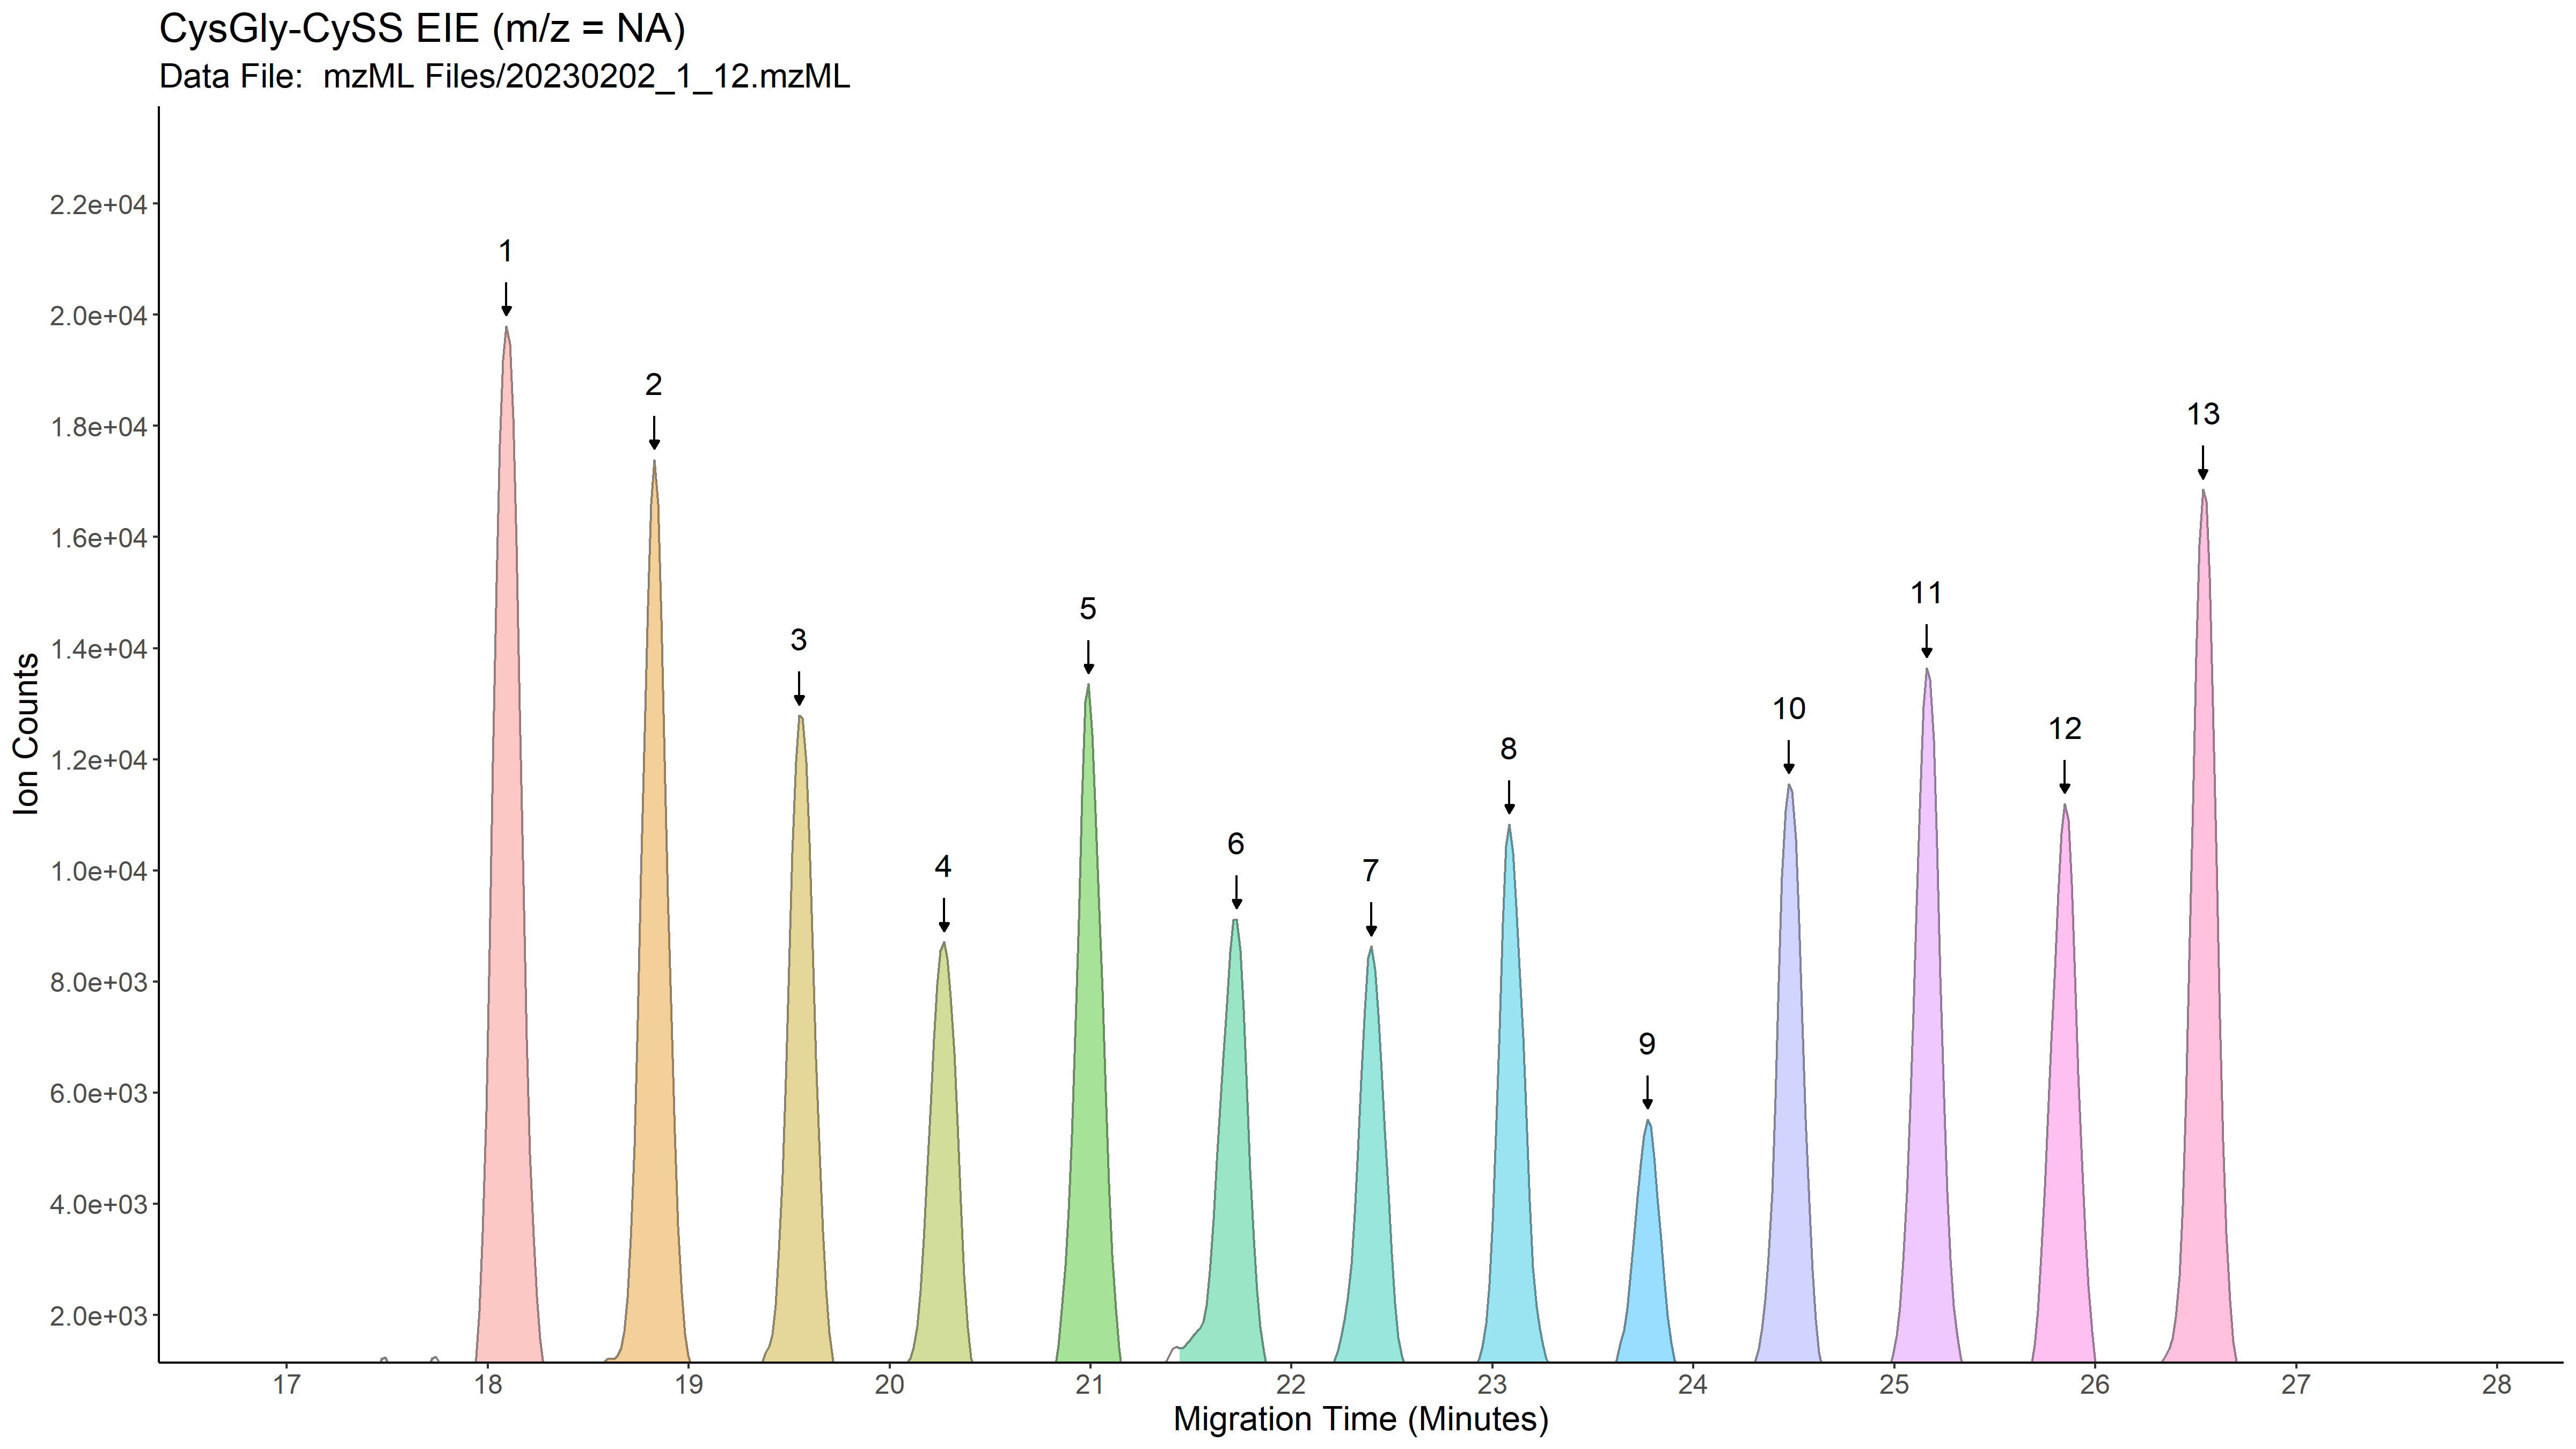 CysGly-CySS EIE (m/z = NA)
Data File:  mzML Files/20230202_1_12.mzML
2.2e+04
2.0e+04
1.8e+04
1.6e+04
1.4e+04
1.2e+04
1.0e+04
8.0e+03
6.0e+03
4.0e+03
2.0e+03
Ion Counts
1
2
3
4
5
6
7
8
9
10
11
12
13
17 18 19 20 21 22 23 24 25 26 27 28
Migration Time (Minutes)